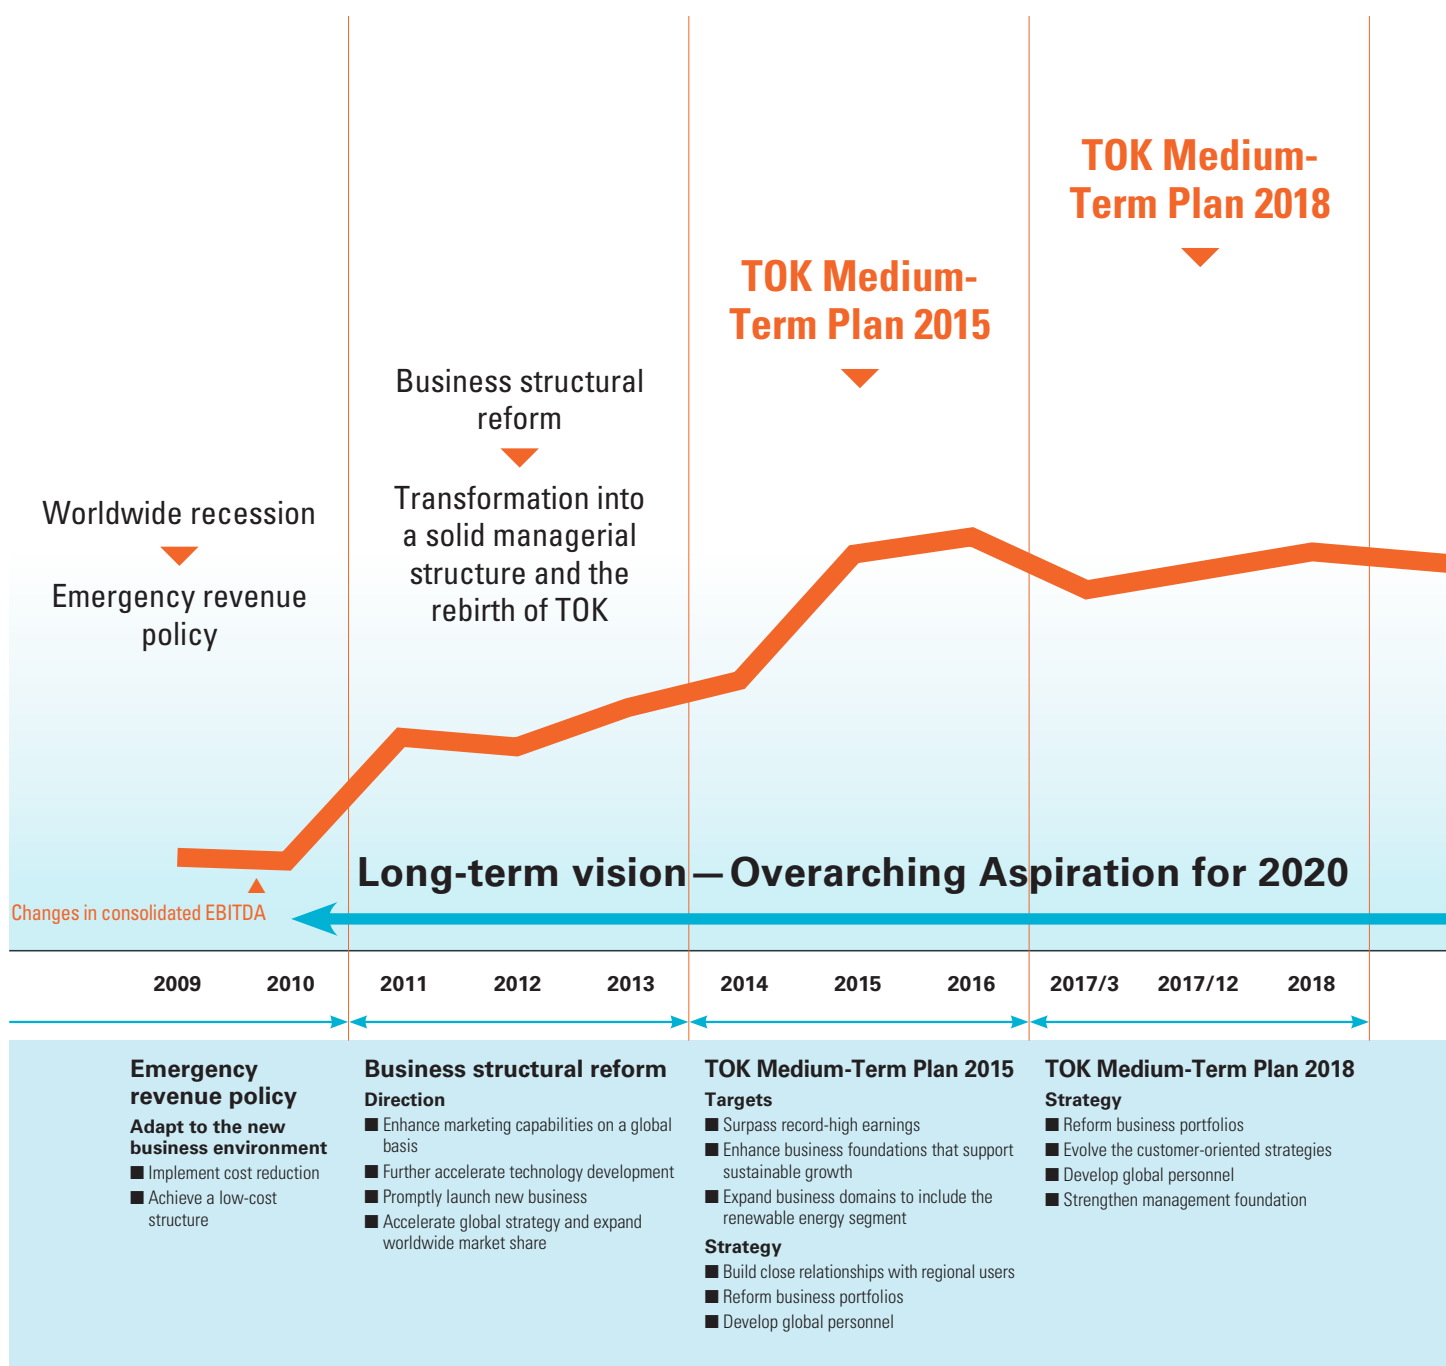 TOK Medium-
Term Plan 2018
TOK Medium-
Term Plan 2015
Business structural
reform
Transformation into
a solid managerial
structure and the
rebirth of TOK
Worldwide recession
Emergency revenue
policy
Long-term vision—Overarching Aspiration for 2020
Changes in consolidated EBITDA
2009 2010 2011 2012 2013 2014 2015 2016 2017/3 2017/12 2018
Emergency
revenue policy
Adapt to the new
business environment
■ Implement cost reduction
■ Achieve a low-cost
structure
Business structural reform
Direction
■ Enhance marketing capabilities on a global
basis
■ Further accelerate technology development
■ Promptly launch new business
■ Accelerate global strategy and expand
worldwide market share
TOK Medium-Term Plan 2015
Targets
■ Surpass record-high earnings
■ Enhance business foundations that support
sustainable growth
■ Expand business domains to include the
renewable energy segment
Strategy
■ Build close relationships with regional users
■ Reform business portfolios
■ Develop global personnel
TOK Medium-Term Plan 2018
Strategy
■ Reform business portfolios
■ Evolve the customer-oriented strategies
■ Develop global personnel
■ Strengthen management foundation